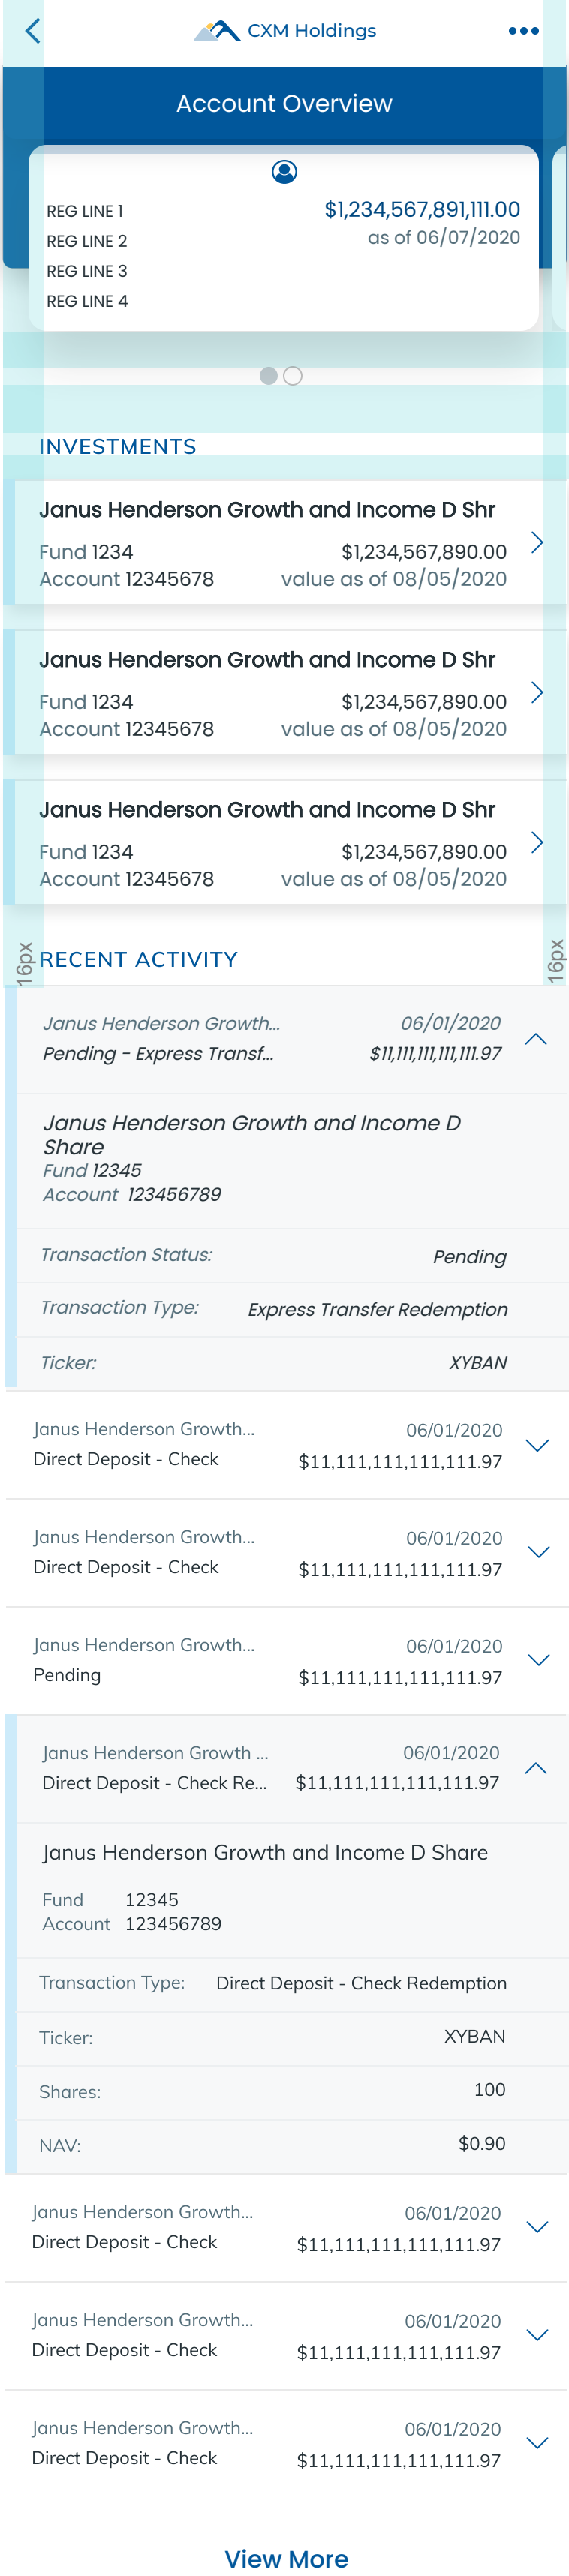 CXM Holdings
Account Overview
REG LINE 1 $1,234,567,891,111.00
REG LINE 2 as of 06/07/2020
REG LINE 3
REG LINE 4
INVESTMENTS
Janus Henderson Growth and Income D Shr
Fund 1234 $1,234,567,890.00
Account 12345678 value as of 08/05/2020
Janus Henderson Growth and Income D Shr
Fund 1234 $1,234,567,890.00
Account 12345678 value as of 08/05/2020
Janus Henderson Growth and Income D Shr
Fund 1234 $1,234,567,890.00
Account 12345678 value as of 08/05/2020
16px RECENT ACTIVITY 16px
Janus Henderson Growth... 06/01/2020
Pending - Express Transf... $11,111,111,111,111.97
Janus Henderson Growth and Income D
Share
Fund 12345
Account 123456789
Transaction Status: Pending
Transaction Type: Express Transfer Redemption
Ticker: XYBAN
Janus Henderson Growth... 06/01/2020
Direct Deposit - Check $11,111,111,111,111.97
Janus Henderson Growth... 06/01/2020
Direct Deposit - Check $11,111,111,111,111.97
Janus Henderson Growth... 06/01/2020
Pending $11,111,111,111,111.97
Janus Henderson Growth ... 06/01/2020
Direct Deposit - Check Re... $11,111,111,111,111.97
Janus Henderson Growth and Income D Share
Fund 12345
Account 123456789
Transaction Type: Direct Deposit - Check Redemption
Ticker: XYBAN
Shares: 100
NAV: $0.90
Janus Henderson Growth... 06/01/2020
Direct Deposit - Check $11,111,111,111,111.97
Janus Henderson Growth... 06/01/2020
Direct Deposit - Check $11,111,111,111,111.97
Janus Henderson Growth... 06/01/2020
Direct Deposit - Check $11,111,111,111,111.97
View More